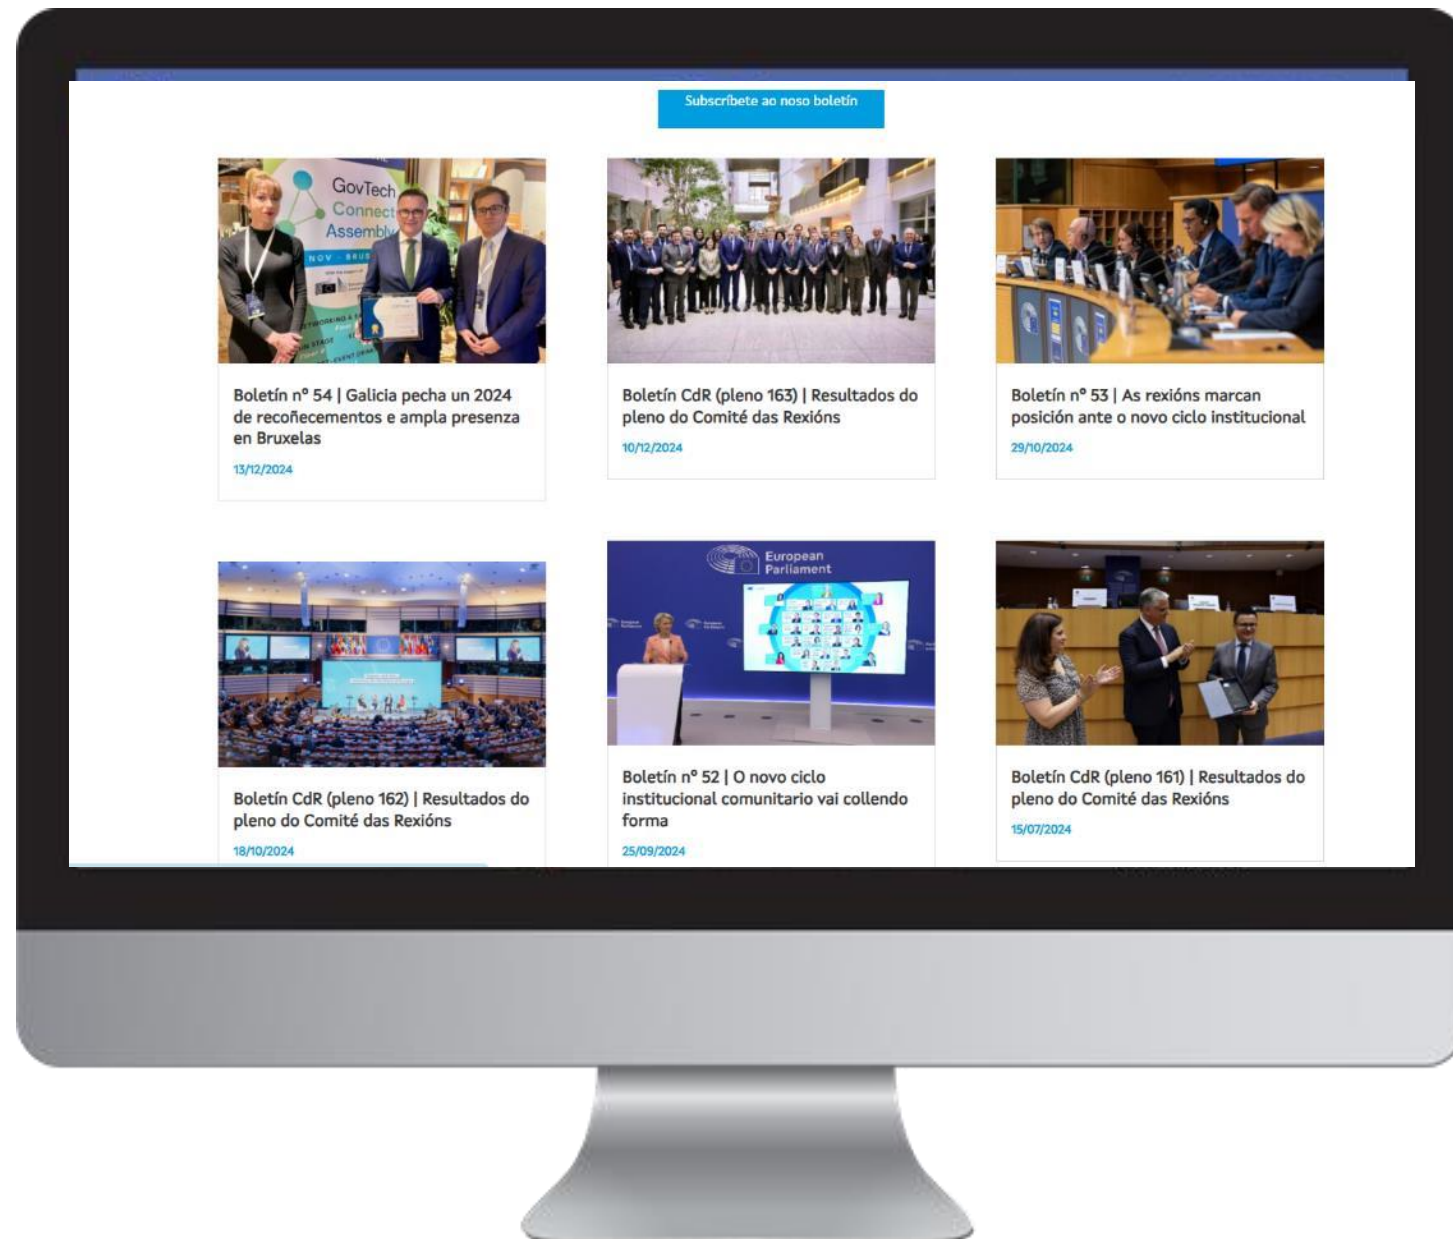 Subscríbete ao noso boletín
GovTech
Connect
Assembly
NOV - BRUS
Boletín nº 54 | Galicia pecha un 2024
de recoñecementos e ampla presenza
en Bruxelas
13/12/2024
Boletín CdR (pleno 163) | Resultados do
pleno do Comité das Rexións
10/12/2024
Boletín nº 53 | As rexións marcan
posición ante o novo ciclo institucional
29/10/2024
Boletín CdR (pleno 162) | Resultados do
pleno do Comité das Rexións
18/10/2024
European
Parliament
Boletín nº 52 | O novo ciclo
institucional comunitario vai collendo
forma
25/09/2024
Boletín CdR (pleno 161) | Resultados do
pleno do Comité das Rexións
15/07/2024